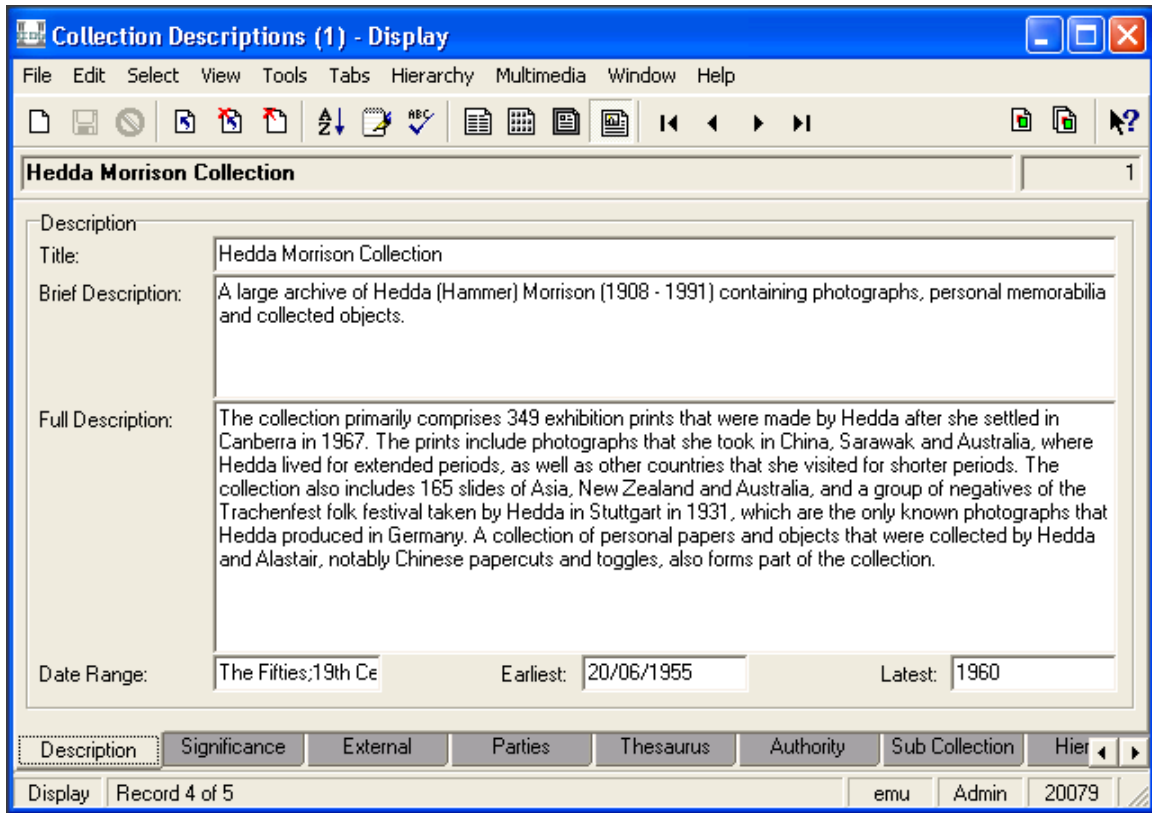 Collection Descriptions (1) - Display
File Edit Select View Tools Tabs Hierarchy Multimedia Window Help
Hedda Morrison Collection 1
Description
Title: Hedda Morrison Collection
Brief Description: A large archive of Hedda (Hammer) Morrison (1908 - 1991) containing photographs, personal memorabilia
and collected objects.
Full Description: The collection primarily comprises 349 exhibition prints that were made by Hedda after she settled in
Canberra in 1967. The prints include photographs that she took in China, Sarawak and Australia, where
Hedda lived for extended periods, as well as other countries that she visited for shorter periods. The
collection also includes 165 slides of Asia, New Zealand and Australia, and a group of negatives of the
Trachenfest folk festival taken by Hedda in Stuttgart in 1931, which are the only known photographs that
Hedda produced in Germany. A collection of personal papers and objects that were collected by Hedda
and Alastair, notably Chinese papercuts and toggles, also forms part of the collection.
Date Range: The Fifties;19th Ce Earliest: 20/06/1955 Latest: 1960
Description Significance External Parties Thesaurus Authority Sub Collection Hier
Display Record 4 of 5 emu Admin 20079